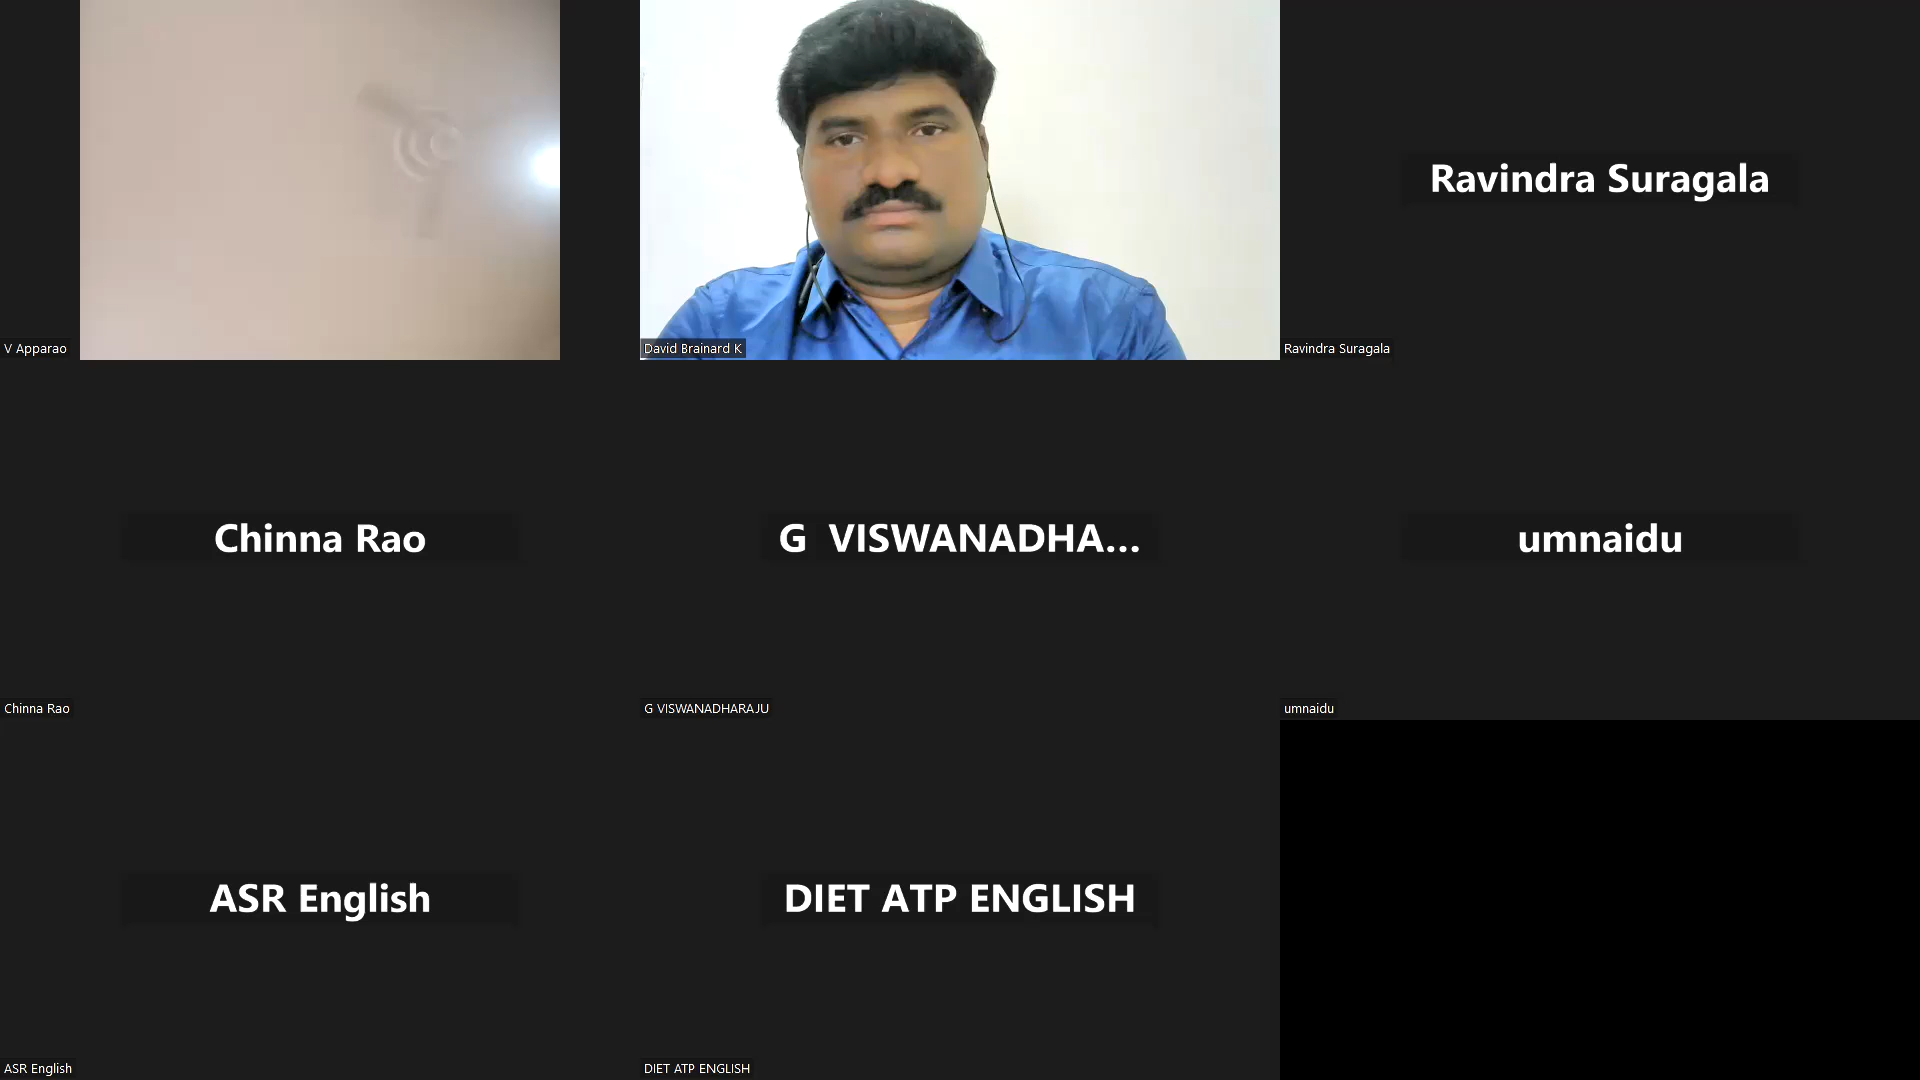 V Apparao
David Brainard K
Ravindra Suragala
Ravindra Suragala
Chinna Rao
Chinna Rao
G VISWANADHA...
G VISWANADHARAJU
umnaidu
umnaidu
ASR English
ASR English
DIET ATP ENGLISH
DIET ATP ENGLISH